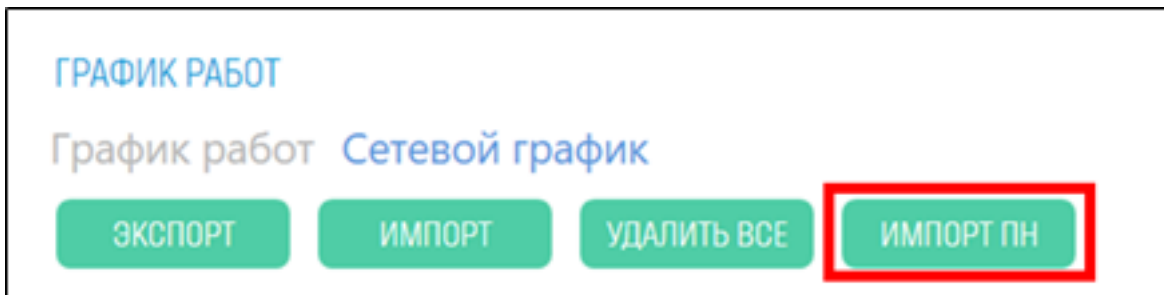 ГРАФИК РАБОТ
График работ Сетевой график
ЭКСПОРТ ИМПОРТ УДАЛИТЬ ВСЕ ИМПОРТ ПН